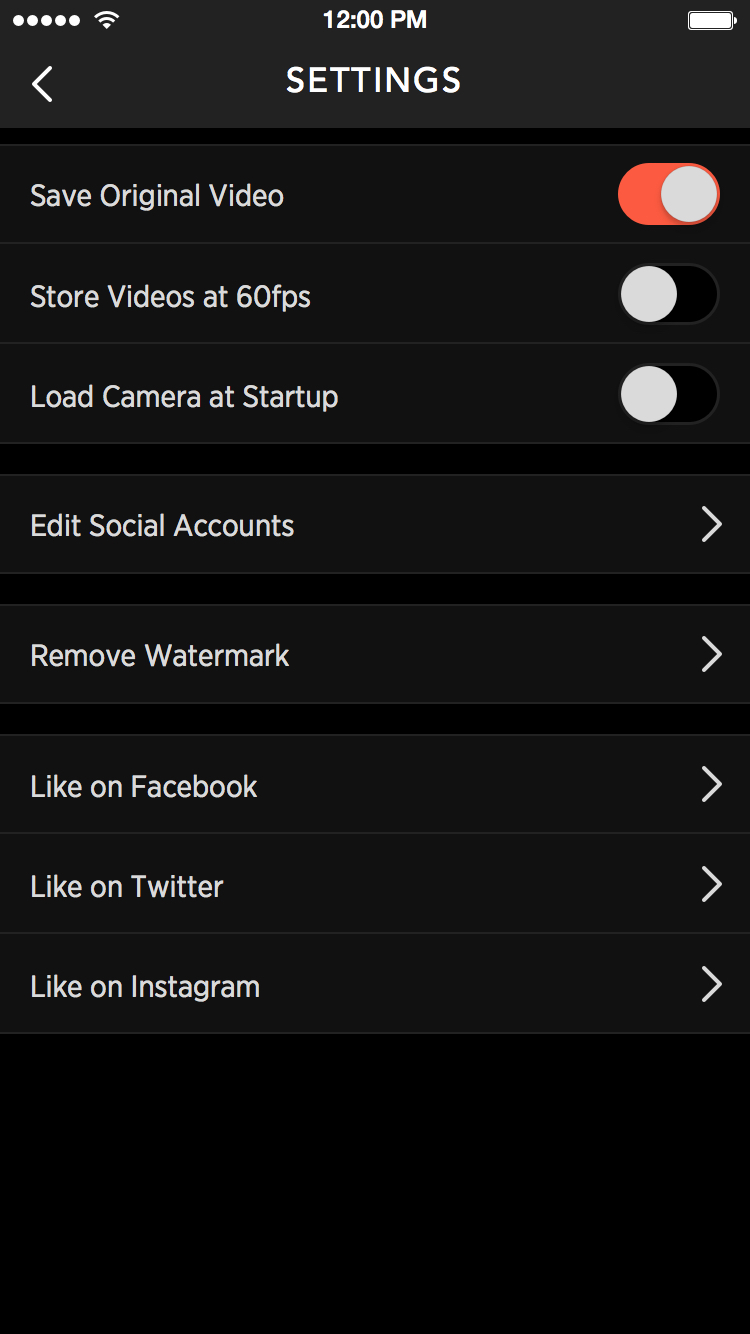 12:00 PM
SETTINGS
Save Original Video
Store Videos at 60fps
Load Camera at Startup
Edit Social Accounts
Remove Watermark
Like on Facebook
Like on Twitter
Like on Instagram